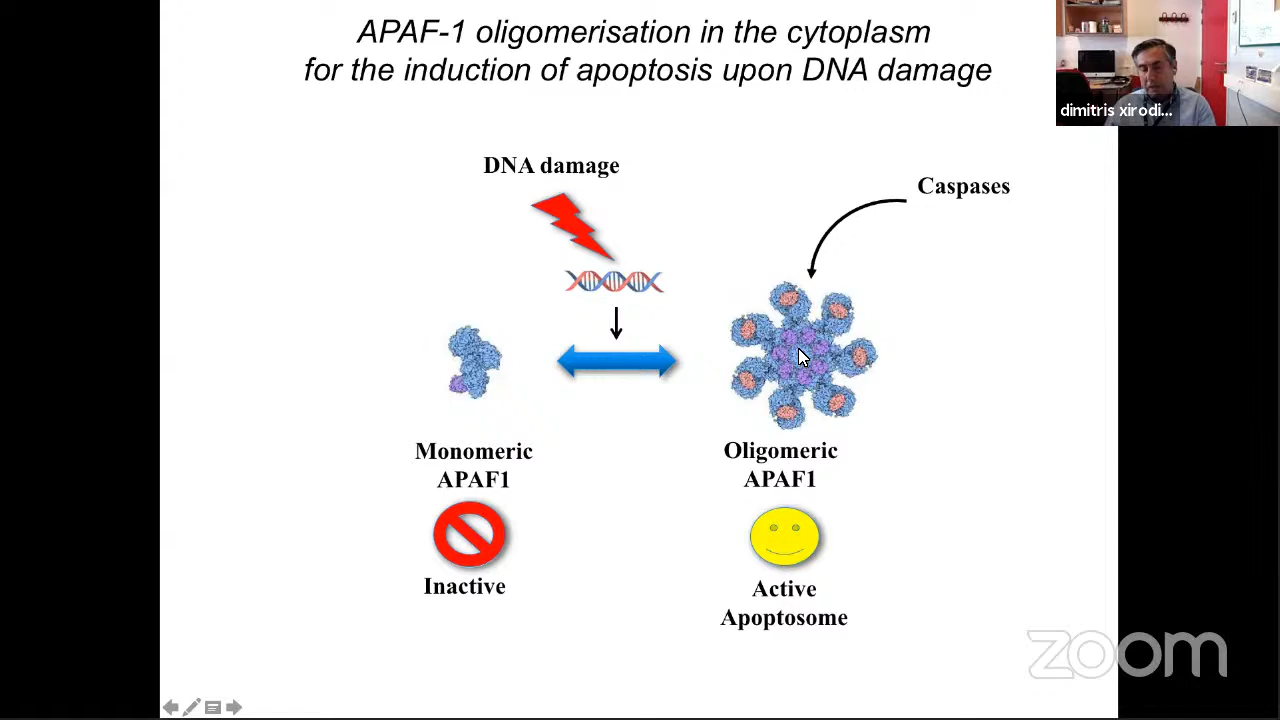 APAF-1 oligomerisation in the cytoplasm
for the induction of apoptosis upon DNA damage
dimitris xirodi...
DNA damage
Caspases
Monomeric
APAF1
Oligomeric
APAF1
Inactive
Active
Apoptosome
zoom